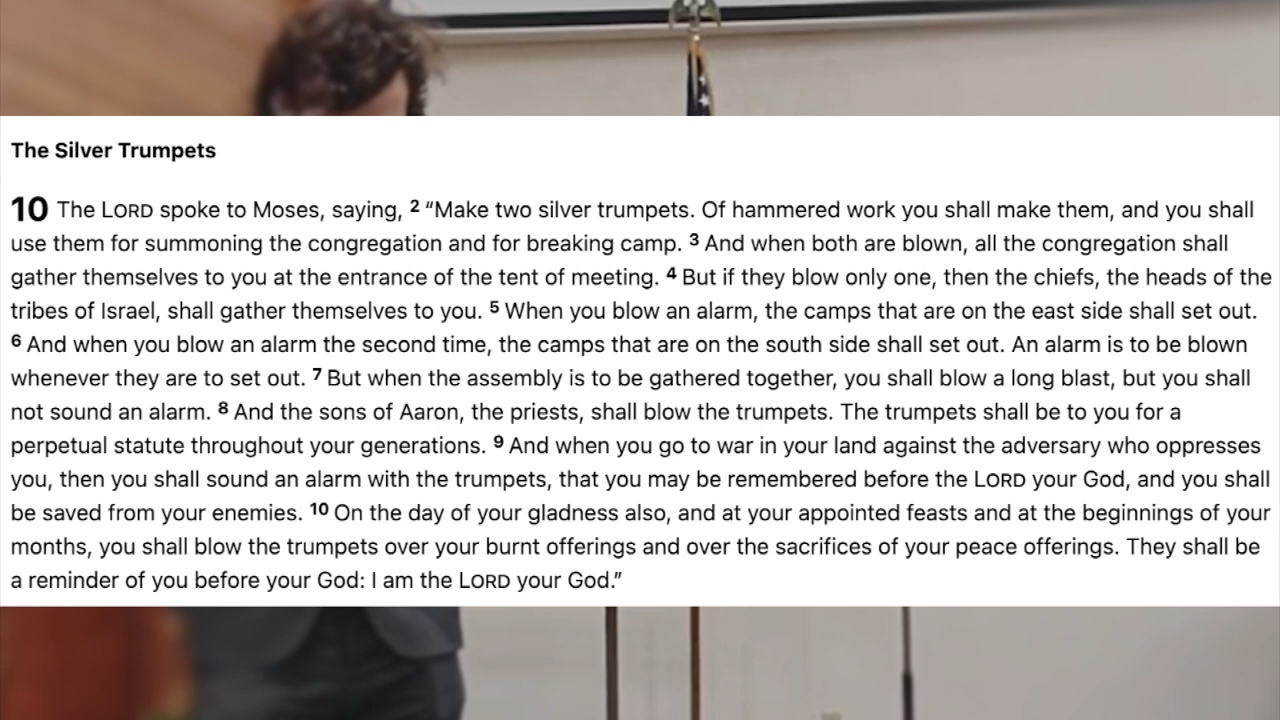 The Silver Trumpets
10 The LORD spoke to Moses, saying, 2 “Make two silver trumpets. Of hammered work you shall make them, and you shall
use them for summoning the congregation and for breaking camp. 3 And when both are blown, all the congregation shall
gather themselves to you at the entrance of the tent of meeting. 4 But if they blow only one, then the chiefs, the heads of the
tribes of Israel, shall gather themselves to you. 5 When you blow an alarm, the camps that are on the east side shall set out.
6 And when you blow an alarm the second time, the camps that are on the south side shall set out. An alarm is to be blown
whenever they are to set out. 7 But when the assembly is to be gathered together, you shall blow a long blast, but you shall
not sound an alarm. 8 And the sons of Aaron, the priests, shall blow the trumpets. The trumpets shall be to you for a
perpetual statute throughout your generations. 9 And when you go to war in your land against the adversary who oppresses
you, then you shall sound an alarm with the trumpets, that you may be remembered before the LORD your God, and you shall
be saved from your enemies. 10 On the day of your gladness also, and at your appointed feasts and at the beginnings of your
months, you shall blow the trumpets over your burnt offerings and over the sacrifices of your peace offerings. They shall be
a reminder of you before your God: I am the LORD your God.”